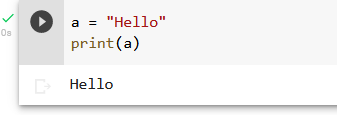 a = "Hello"
0s
print(a)
Hello